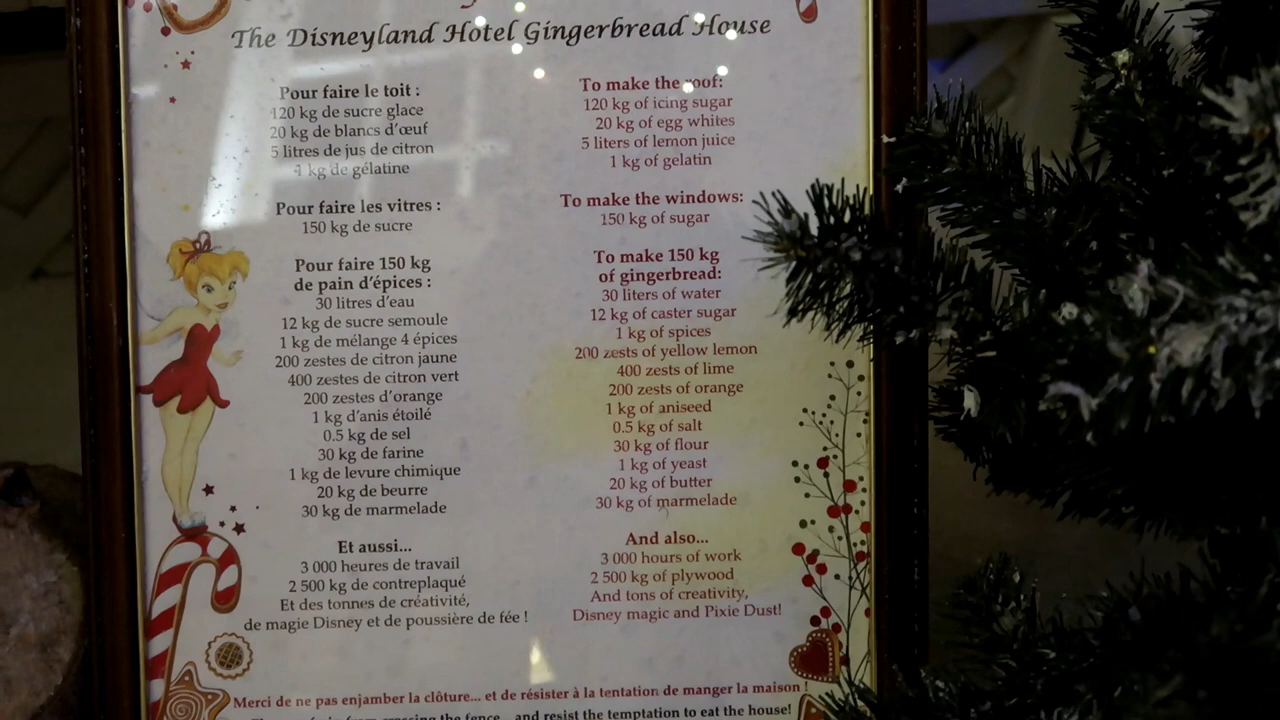 The Disneyland Hotel Gingerbread House
Pour faire le toit :
120 kg de sucre glace
20 kg de blancs d'œuf
5 litres de jus de citron
1 kg de gélatine
Pour faire les vitres :
150 kg de sucre
Pour faire 150 kg
de pain d'épices :
30 litres d'eau
12 kg de sucre semoule
1 kg de mélange 4 épices
200 zestes de citron jaune
400 zestes de citron vert
200 zestes d'orange
1 kg d'anis étoilé
0.5 kg de sel
30 kg de farine
1 kg de levure chimique
20 kg de beurre
30 kg de marmelade
Et aussi...
3 000 heures de travail
2 500 kg de contreplaqué
Et des tonnes de créativité,
de magie Disney et de poussière de fée !
To make the roof:
120 kg of icing sugar
20 kg of egg whites
5 liters of lemon juice
1 kg of gelatin
To make the windows:
150 kg of sugar
To make 150 kg
of gingerbread:
30 liters of water
12 kg of caster sugar
1 kg of spices
200 zests of yellow lemon
400 zests of lime
200 zests of orange
1 kg of aniseed
0.5 kg of salt
30 kg of flour
1 kg of yeast
20 kg of butter
30 kg of marmelade
And also...
3 000 hours of work
2 500 kg of plywood
And tons of creativity,
Disney magic and Pixie Dust!
Merci de ne pas enjamber la clôture... et de résister à la tentation de manger la maison !
from crossing the fence... and resist the temptation to eat the house!